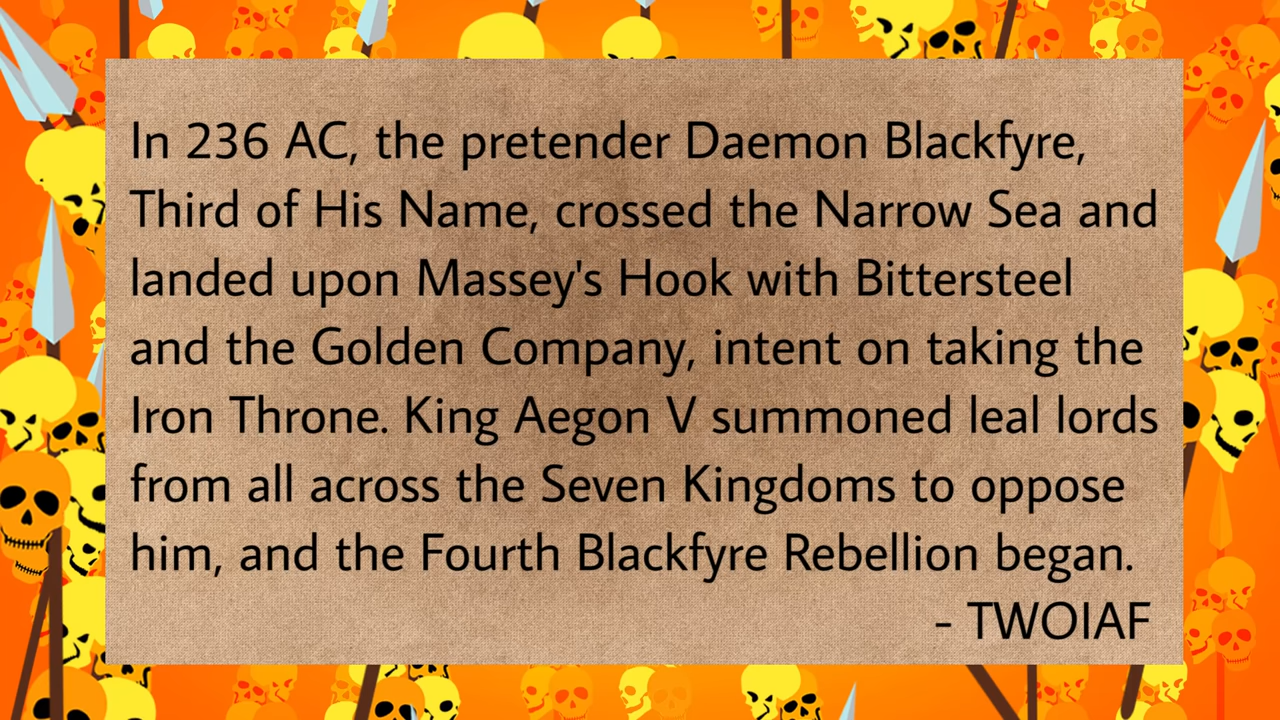 In 236 AC, the pretender Daemon Blackfyre,
Third of His Name, crossed the Narrow Sea and
landed upon Massey's Hook with Bittersteel
and the Golden Company, intent on taking the
Iron Throne. King Aegon V summoned leal lords
from all across the Seven Kingdoms to oppose
him, and the Fourth Blackfyre Rebellion began.
- TWOIAF